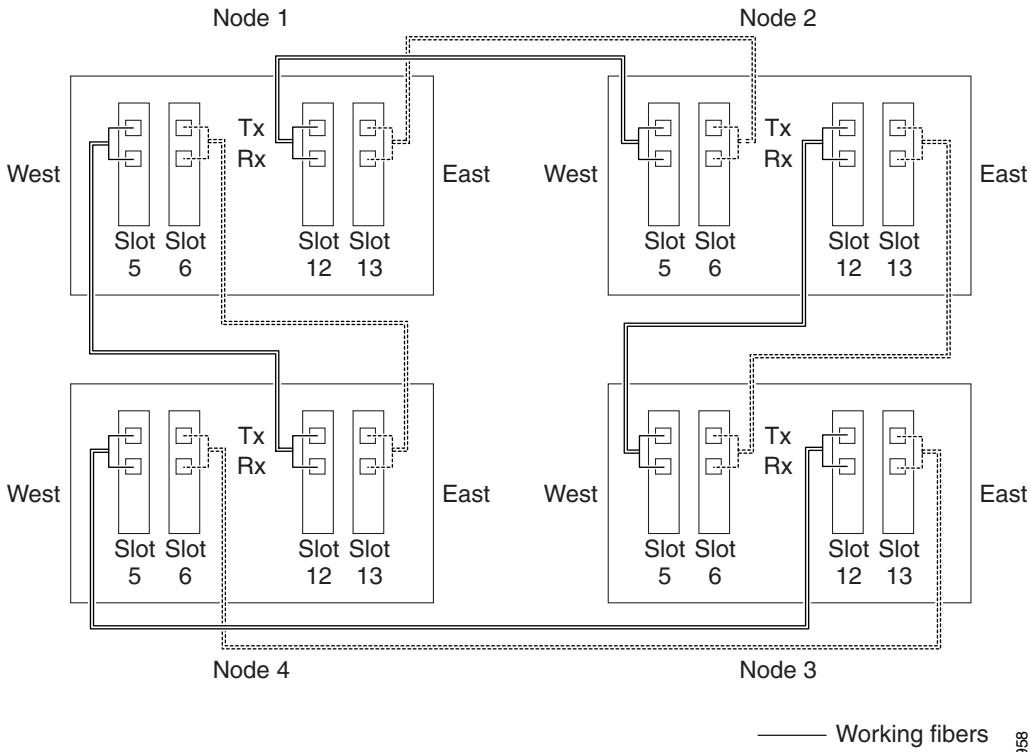 Node 1
Node 2
Tx
Rx
West
East
Slot 5
Slot 6
Slot 12
Slot 13
Tx
Rx
West
East
Slot 5
Slot 6
Slot 12
Slot 13
Tx
Rx
West
East
Slot 5
Slot 6
Slot 12
Slot 13
Tx
Rx
West
East
Slot 5
Slot 6
Slot 12
Slot 13
Node 4
Node 3
Working fibers